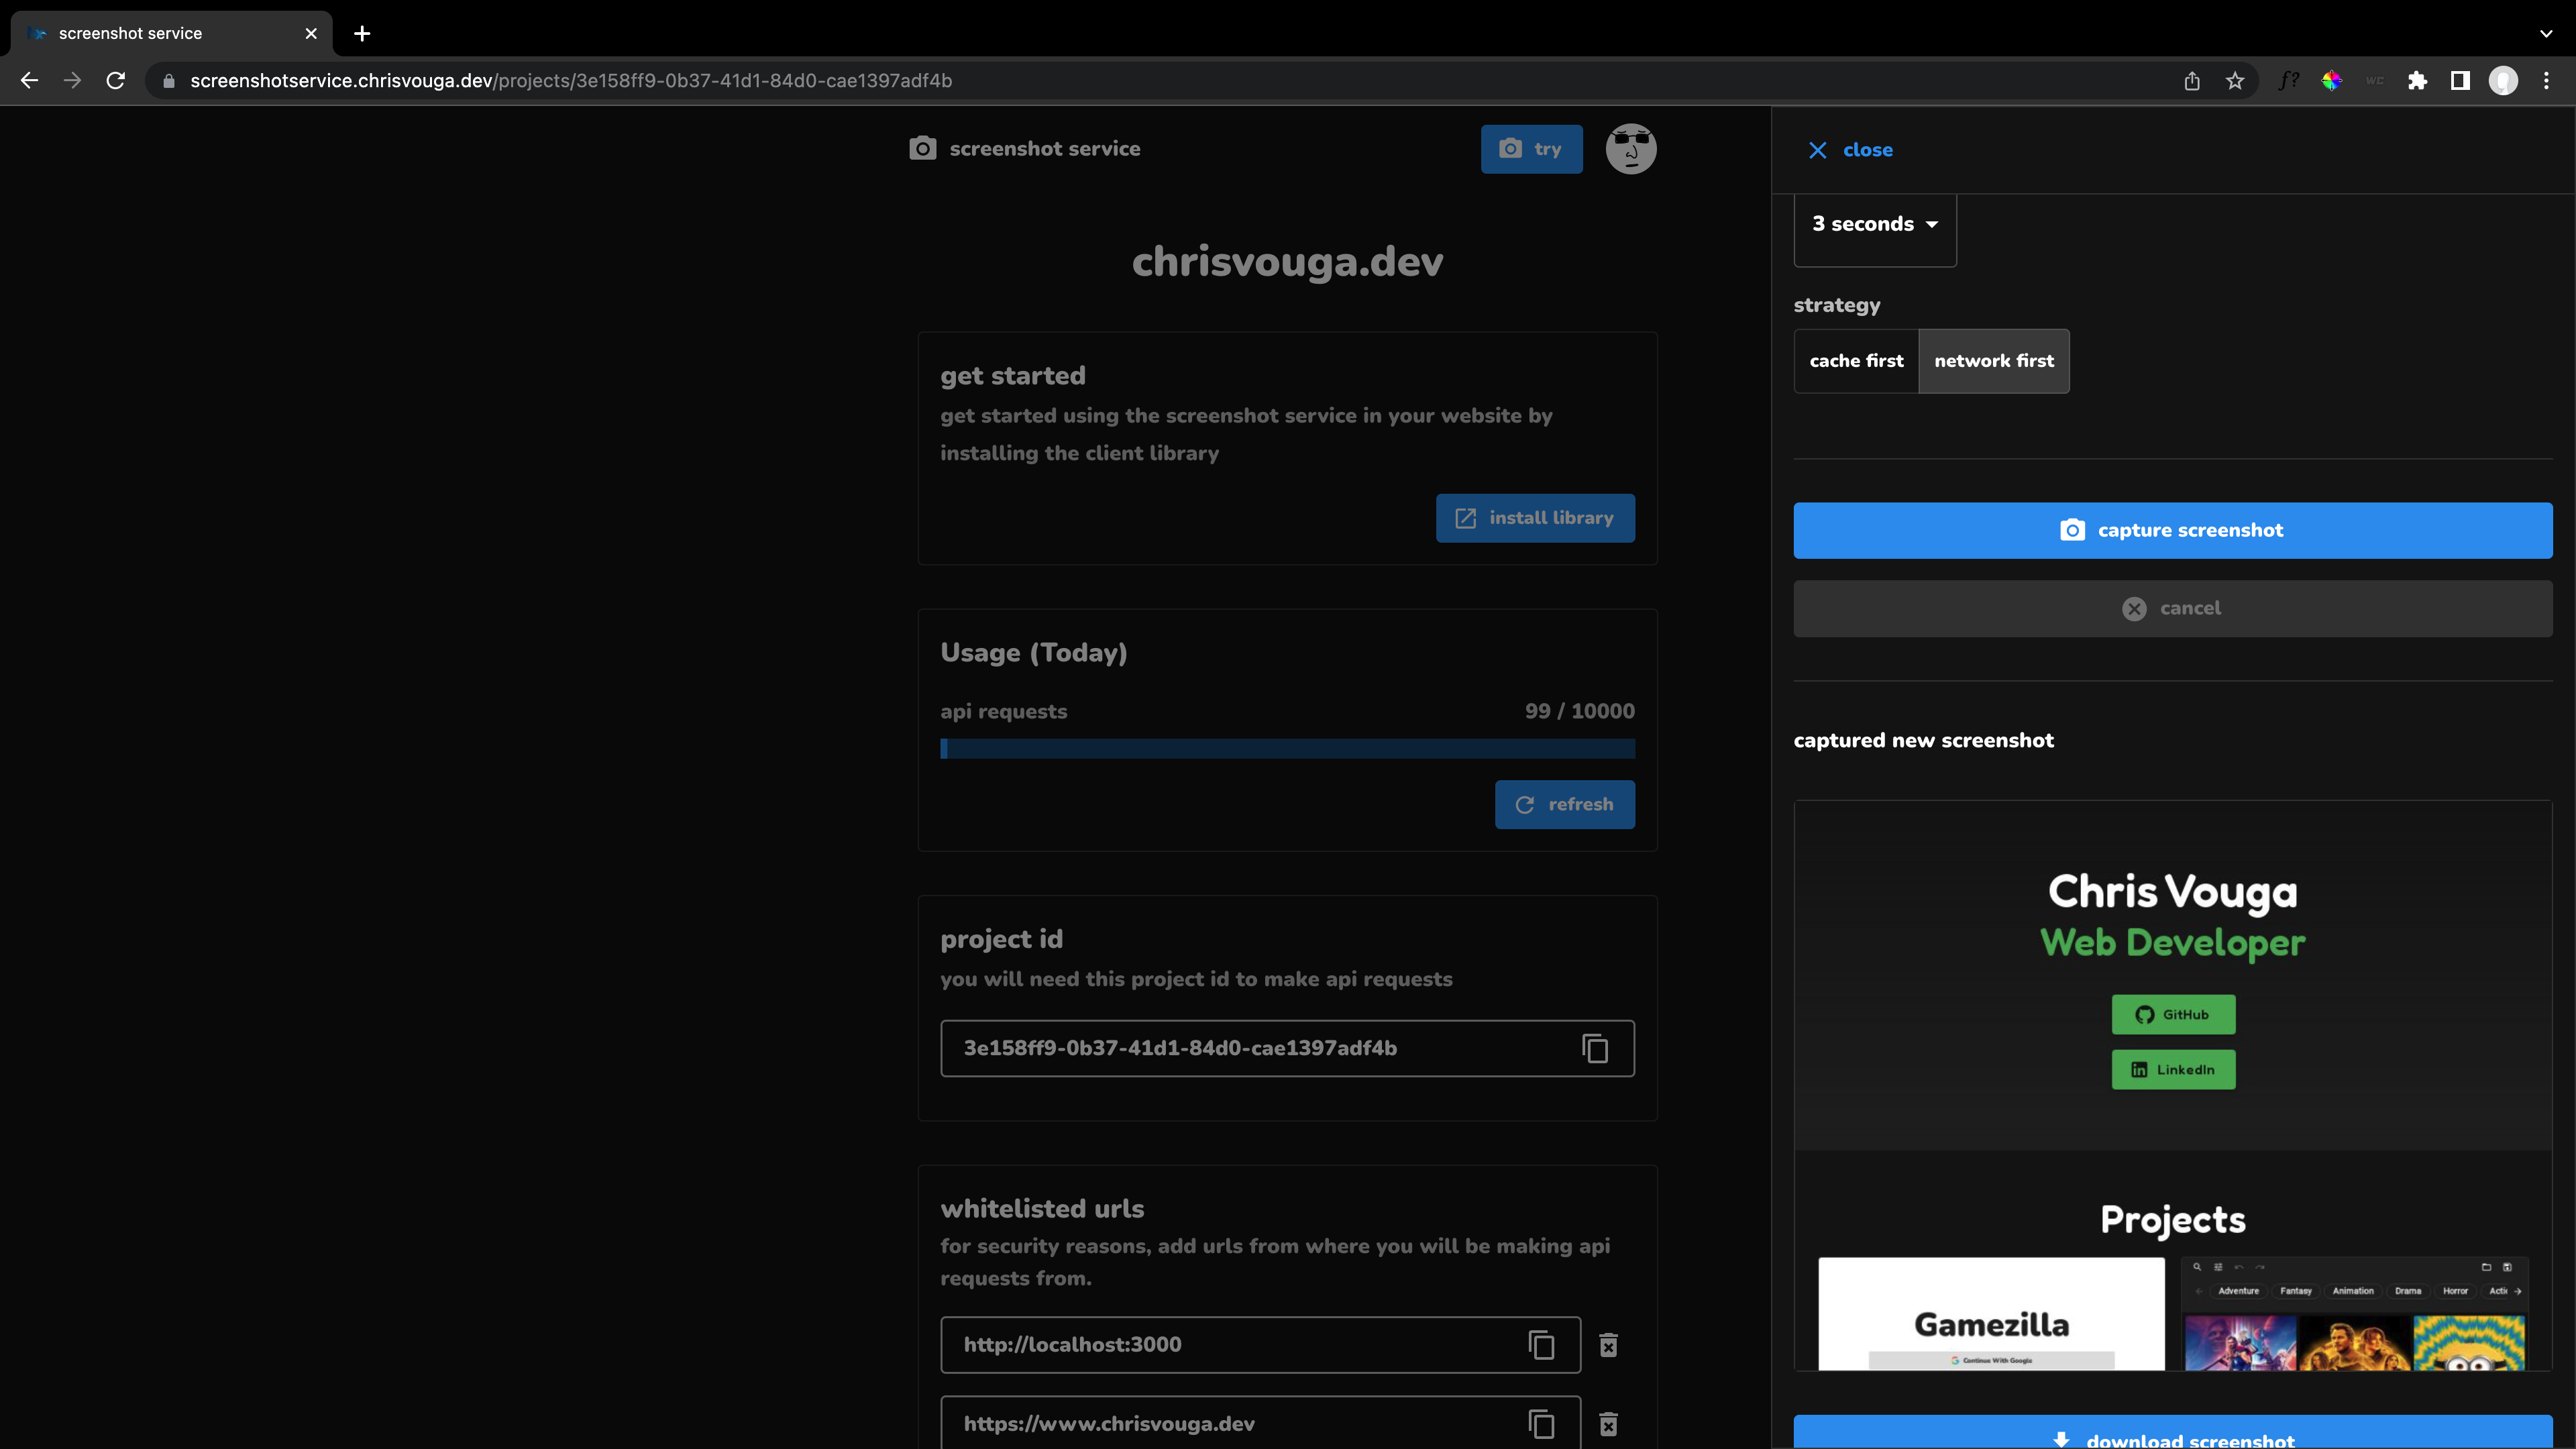 screenshot service
screenshotservice.chrisvouga.dev/projects/3e158ff9-0b37-41d1-84d0-cae1397adf4b
f?
WC
screenshot service
try
chrisvouga.dev
get started
get started using the screenshot service in your website by
installing the client library
install library
Usage (Today)
api requests
99 / 10000
refresh
project id
you will need this project id to make api requests
3e158ff9-0b37-41d1-84d0-cae1397adf4b
whitelisted urls
for security reasons, add urls from where you will be making api
requests from.
http://localhost:3000
https://www.chrisvouga.dev
close
3 seconds
strategy
cache first
network first
capture screenshot
cancel
captured new screenshot
Chris Vouga
Web Developer
GitHub
LinkedIn
Projects
Gamezilla
Continue With Google
Adventure
Fantasy
Animation
Drama
Horror
Acti
download screenshot